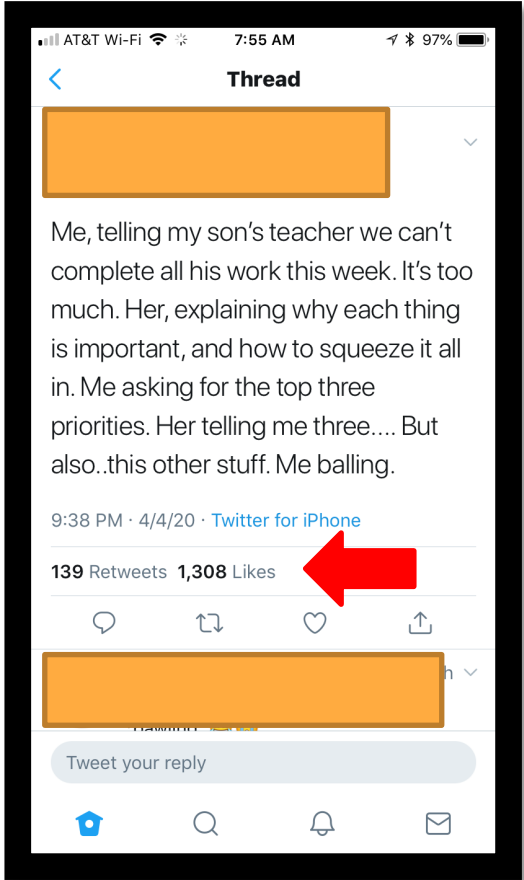 AT&T Wi-Fi 7:55 AM 97%
Thread
Me, telling my son’s teacher we can’t
complete all his work this week. It’s too
much. Her, explaining why each thing
is important, and how to squeeze it all
in. Me asking for the top three
priorities. Her telling me three.... But
also..this other stuff. Me balling.
9:38 PM · 4/4/20 · Twitter for iPhone
139 Retweets 1,308 Likes
h
Tweet your reply